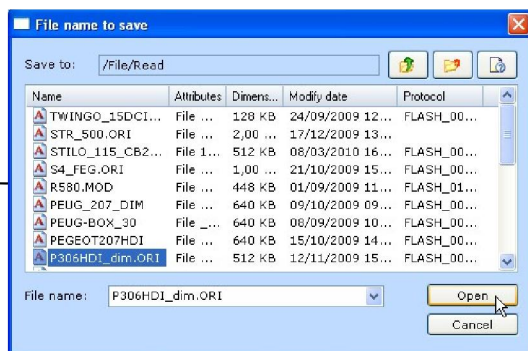 File name to save
Save to: /File/Read
Name Attributes Dimens... Modify date Protocol
TWINGO_15DCI... File ... 128 KB 24/09/2009 12... FLASH_00...
STR_500.ORI File ... 2,00 ... 17/12/2009 13...
STILO_115_CB2... File 1... 512 KB 08/03/2010 16... FLASH_00...
S4_FEG.ORI File ... 1,00 ... 21/10/2009 15... FLASH_00...
R580.MOD File ... 448 KB 01/09/2009 11... FLASH_01...
PEUG_207_DIM File ... 640 KB 09/10/2009 09... FLASH_00...
PEUG-BOX_30 File _... 640 KB 08/09/2009 10... FLASH_00...
PEGEOT207HDI File ... 640 KB 15/10/2009 14... FLASH_00...
P306HDI_dim.ORI File ... 512 KB 12/11/2009 15... FLASH_00...
File name: P306HDI_dim.ORI Open
Cancel